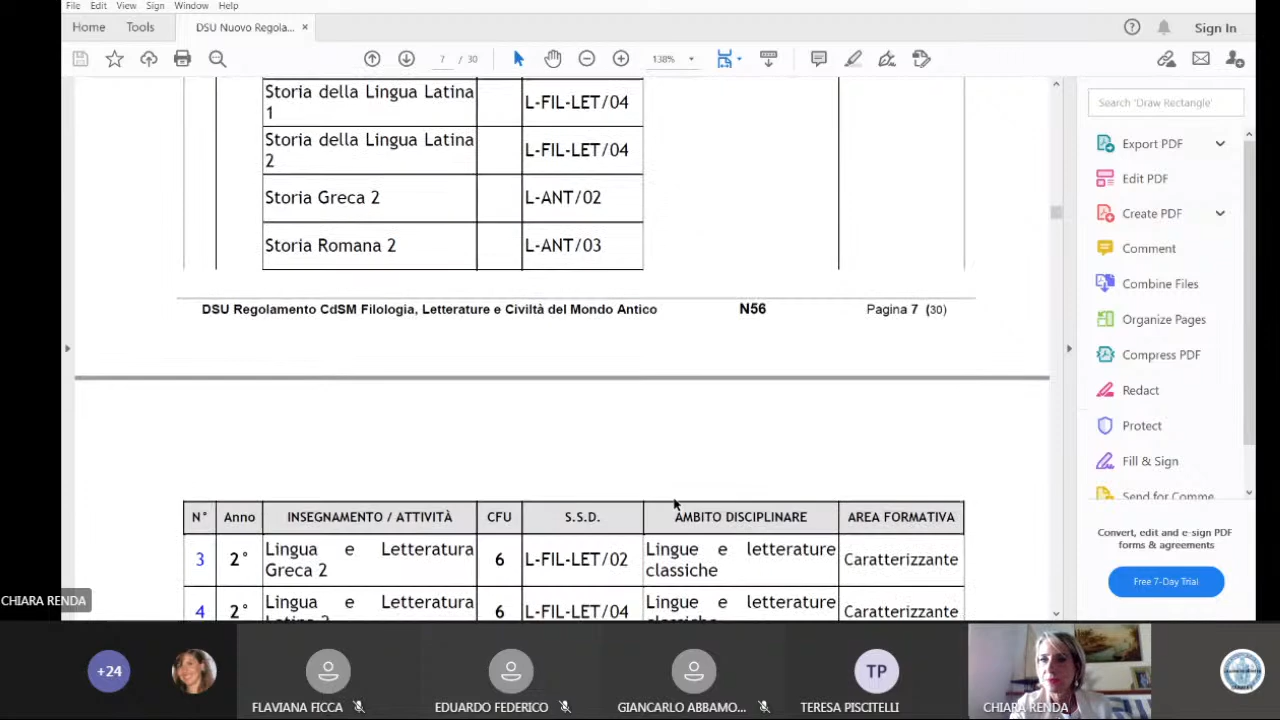 File Edit View Sign Window Help
Home Tools DSU Nuovo Regola... × Sign In
7 / 30 138%
Storia della Lingua Latina
1
L-FIL-LET/04
Storia della Lingua Latina
2
L-FIL-LET/04
Storia Greca 2 L-ANT/02
Storia Romana 2 L-ANT/03
DSU Regolamento CdSM Filologia, Letterature e Civiltà del Mondo Antico N56 Pagina 7 (30)
N° Anno INSEGNAMENTO / ATTIVITÀ CFU S.S.D. AMBITO DISCIPLINARE AREA FORMATIVA
3 2° Lingua e Letteratura
Greca 2
6 L-FIL-LET/02 Lingue e letterature
classiche
Caratterizzante
4 2° Lingua e Letteratura
Latina 2
6 L-FIL-LET/04 Lingue e letterature
classiche
Caratterizzante
Search 'Draw Rectangle'
Export PDF
Edit PDF
Create PDF
Comment
Combine Files
Organize Pages
Compress PDF
Redact
Protect
Fill & Sign
Send for Comme
Convert, edit and e-sign PDF
forms & agreements
Free 7-Day Trial
CHIARA RENDA
+24
FLAVIANA FICCA
EDUARDO FEDERICO
GIANCARLO ABBAMO...
TP
TERESA PISCITELLI
CHIARA RENDA